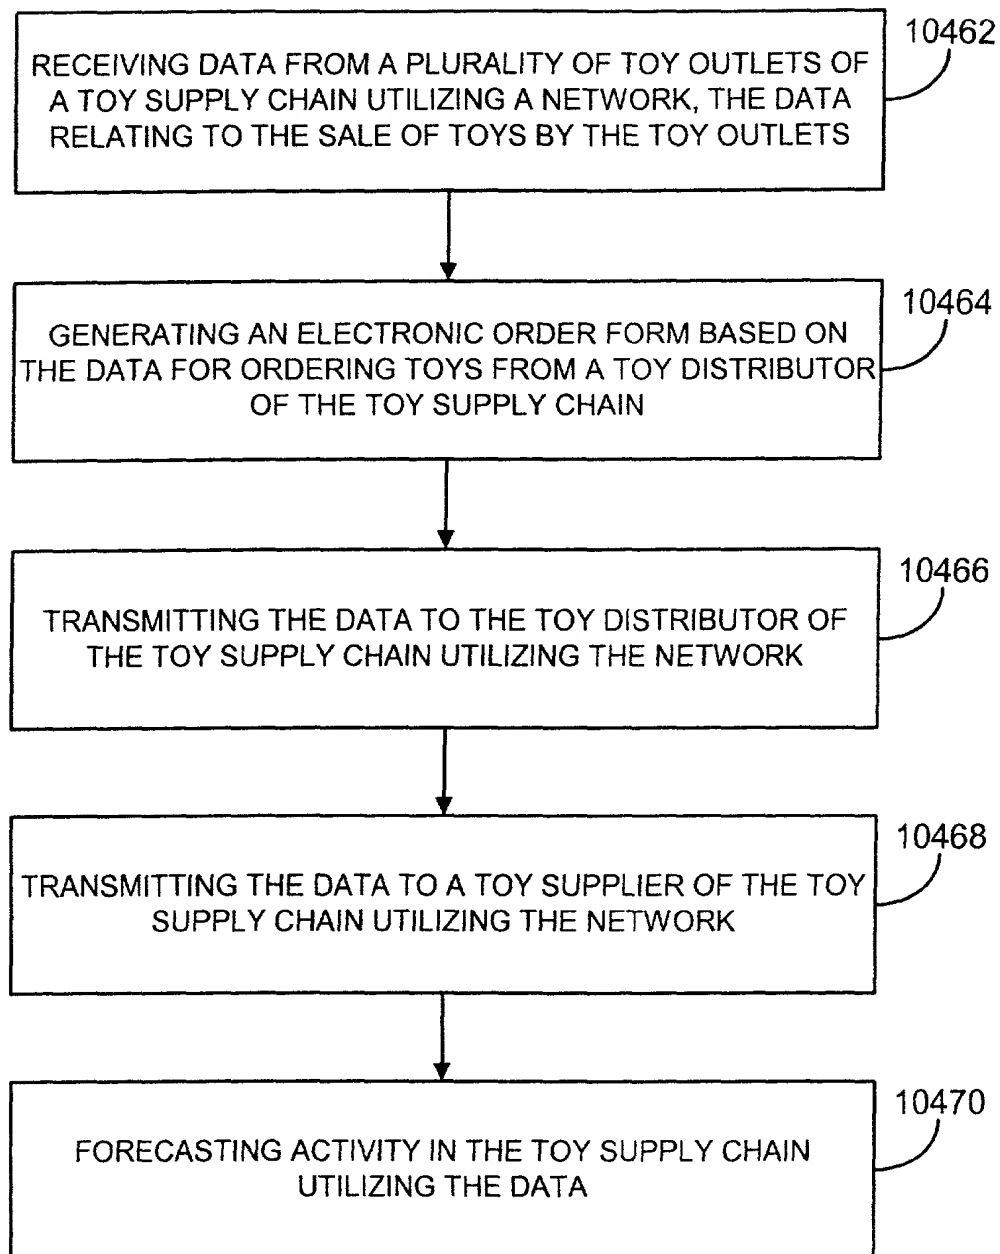 10462
RECEIVING DATA FROM A PLURALITY OF TOY OUTLETS OF
A TOY SUPPLY CHAIN UTILIZING A NETWORK, THE DATA
RELATING TO THE SALE OF TOYS BY THE TOY OUTLETS
10464
GENERATING AN ELECTRONIC ORDER FORM BASED ON
THE DATA FOR ORDERING TOYS FROM A TOY DISTRIBUTOR
OF THE TOY SUPPLY CHAIN
10466
TRANSMITTING THE DATA TO THE TOY DISTRIBUTOR OF
THE TOY SUPPLY CHAIN UTILIZING THE NETWORK
10468
TRANSMITTING THE DATA TO A TOY SUPPLIER OF THE TOY
SUPPLY CHAIN UTILIZING THE NETWORK
10470
FORECASTING ACTIVITY IN THE TOY SUPPLY CHAIN
UTILIZING THE DATA